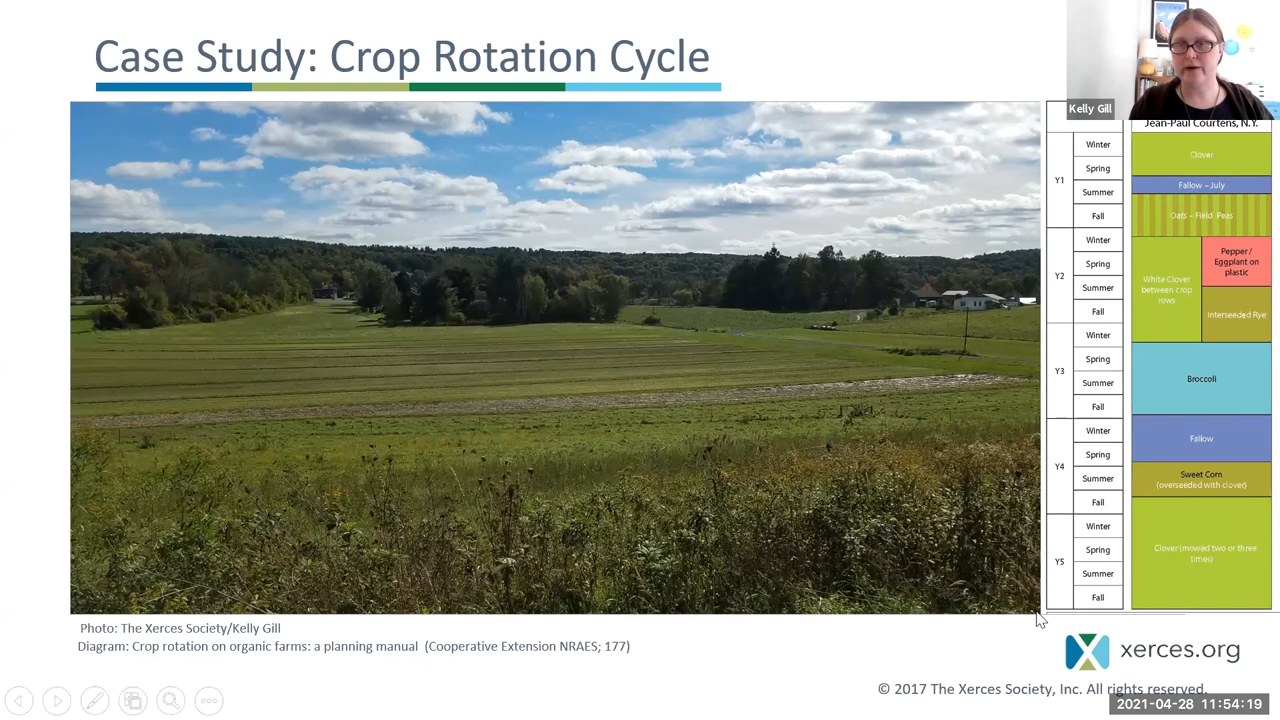 Case Study: Crop Rotation Cycle
Kelly Gill
Jean-Paul Courtens, N.Y.
Y1
Winter
Spring
Summer
Fall
Y2
Winter
Spring
Summer
Fall
Y3
Winter
Spring
Summer
Fall
Y4
Winter
Spring
Summer
Fall
Y5
Winter
Spring
Summer
Fall
Clover
Fallow – July
Oats – Field Peas
White Clover
between crop
rows
Pepper /
Eggplant on
plastic
Interseeded Rye
Broccoli
Fallow
Sweet Corn
(overseeded with clover)
Clover (mowed two or three
times)
Photo: The Xerces Society/Kelly Gill
Diagram: Crop rotation on organic farms: a planning manual (Cooperative Extension NRAES; 177)
xerces.org
© 2017 The Xerces Society, Inc. All rights reserved.
2021-04-28 11:54:19